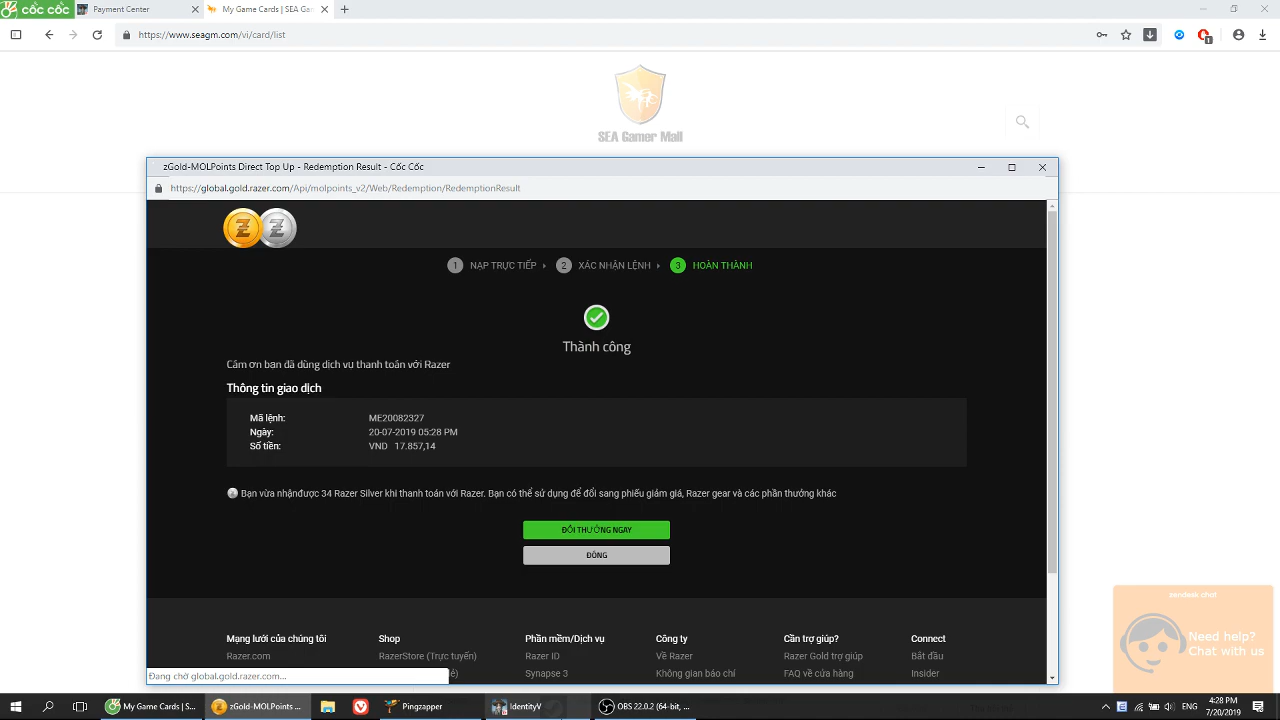 cốc cốc
Payment Center
My Game Cards | SEA Gar
https://www.seagm.com/vi/card/list
SEA Gamer Mall
zGold-MOLPoints Direct Top Up - Redemption Result - Cốc Cốc
https://global.gold.razer.com/Api/molpoints_v2/Web/Redemption/RedemptionResult
1 NẠP TRỰC TIẾP 2 XÁC NHẬN LỆNH 3 HOÀN THÀNH
Thành công
Cám ơn bạn đã dùng dịch vụ thanh toán với Razer
Thông tin giao dịch
Mã lệnh: ME20082327
Ngày: 20-07-2019 05:28 PM
Số tiền: VND 17.857,14
Bạn vừa nhậnđược 34 Razer Silver khi thanh toán với Razer. Bạn có thể sử dụng để đổi sang phiếu giảm giá, Razer gear và các phần thưởng khác
ĐỔI THƯỞNG NGAY
ĐÓNG
zendesk chat
Need help?
Chat with us
Mạng lưới của chúng tôi Shop Phần mềm/Dịch vụ Công ty Cần trợ giúp? Connect
Razer.com RazerStore (Trực tuyến) Razer ID Về Razer Razer Gold trợ giúp Bắt đầu
Synapse 3 Không gian báo chí FAQ về cửa hàng Insider
Đang chờ global.gold.razer.com...
My Game Cards | S... zGold-MOLPoints ... Pingzapper IdentityV OBS 22.0.2 (64-bit, ...
4:28 PM
7/20/2019